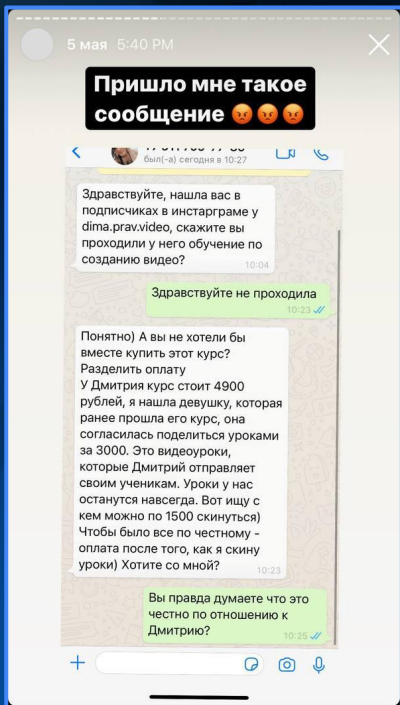 5 мая 5:40 PM
Пришло мне такое
сообщение 😡😡😡
был(-а) сегодня в 10:27
Здравствуйте, нашла вас в
подписчиках в инстарграме у
dima.prav.video, скажите вы
проходили у него обучение по
созданию видео?
10:04
Здравствуйте не проходила
10:23
Понятно) А вы не хотели бы
вместе купить этот курс?
Разделить оплату
У Дмитрия курс стоит 4900
рублей, я нашла девушку, которая
ранее прошла его курс, она
согласилась поделиться уроками
за 3000. Это видеоуроки,
которые Дмитрий отправляет
своим ученикам. Уроки у нас
останутся навсегда. Вот ищу с
кем можно по 1500 скинуться)
Чтобы было все по честному -
оплата после того, как я скину
уроки) Хотите со мной?
10:23
Вы правда думаете что это
честно по отношению к
Дмитрию?
10:25